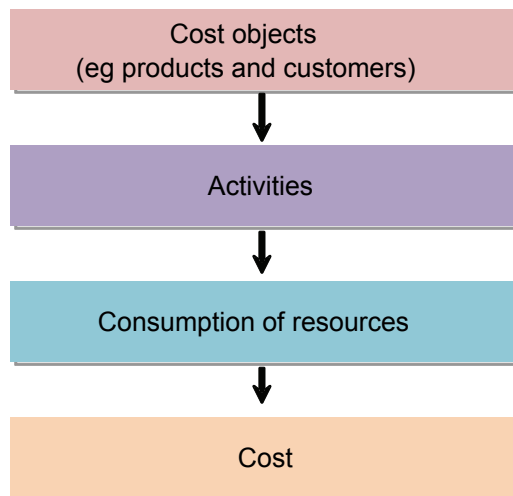 Cost objects
(eg products and customers)
Activities
Consumption of resources
Cost